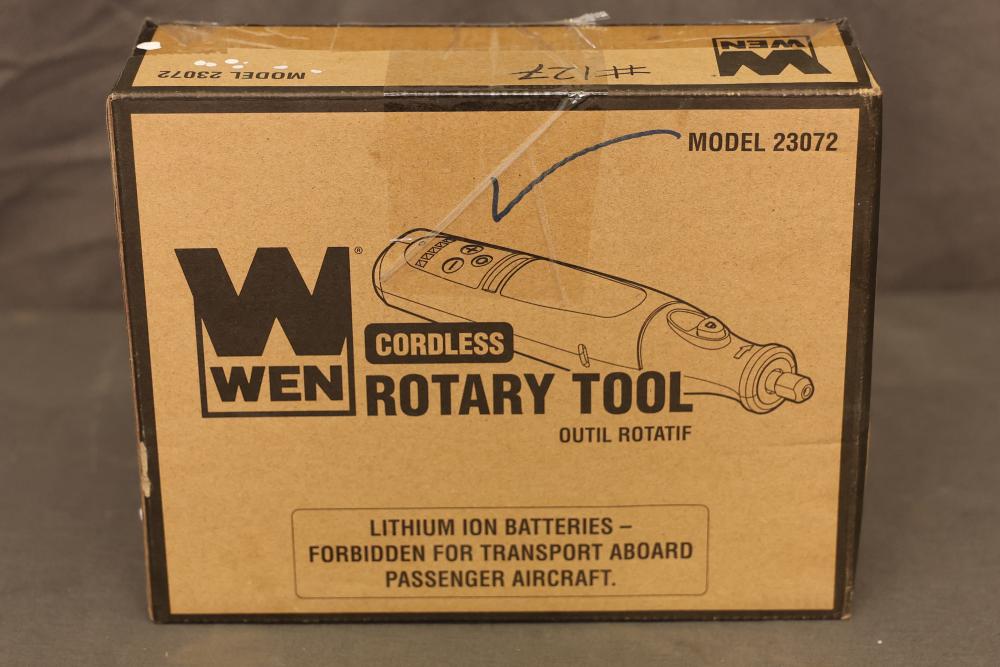 WEN
#127
MODEL 23072
MODEL 23072
WEN
®
CORDLESS
ROTARY TOOL
OUTIL ROTATIF
LITHIUM ION BATTERIES –
FORBIDDEN FOR TRANSPORT ABOARD
PASSENGER AIRCRAFT.